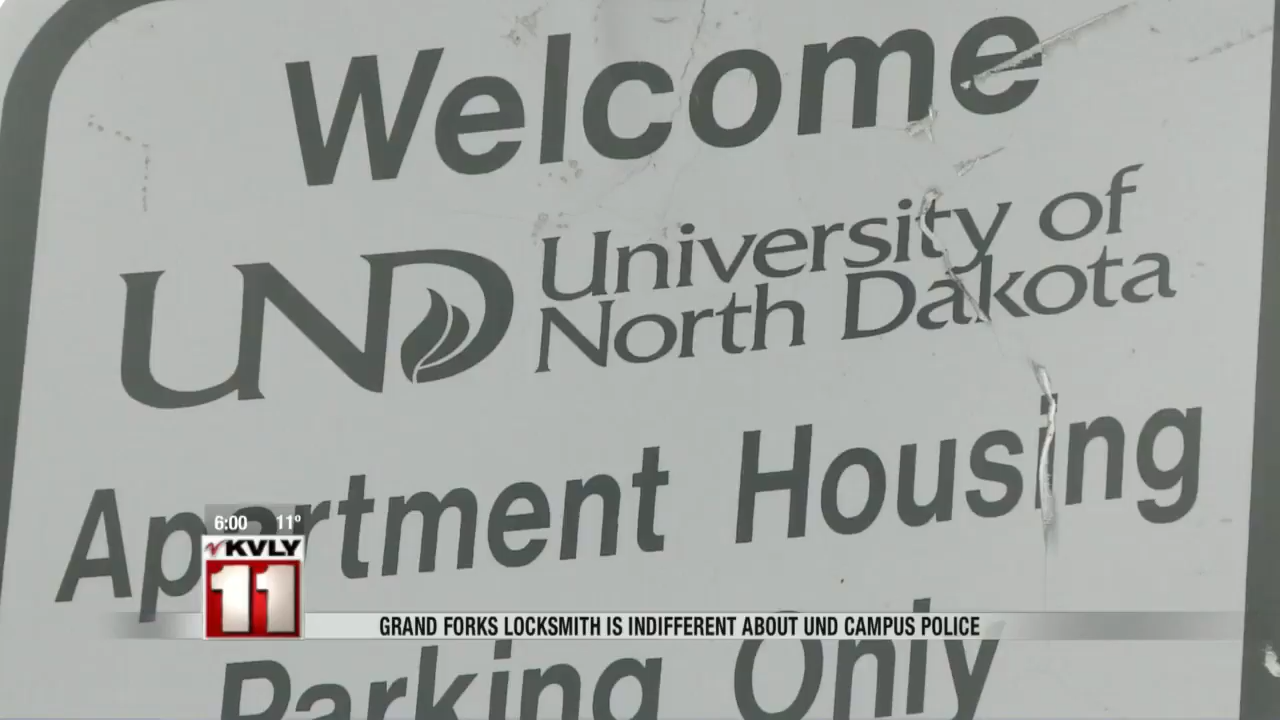 Welcome
UND
University of
North Dakota
Apartment Housing
6:00 11°
KVLY
11
GRAND FORKS LOCKSMITH IS INDIFFERENT ABOUT UND CAMPUS POLICE
Parking Only